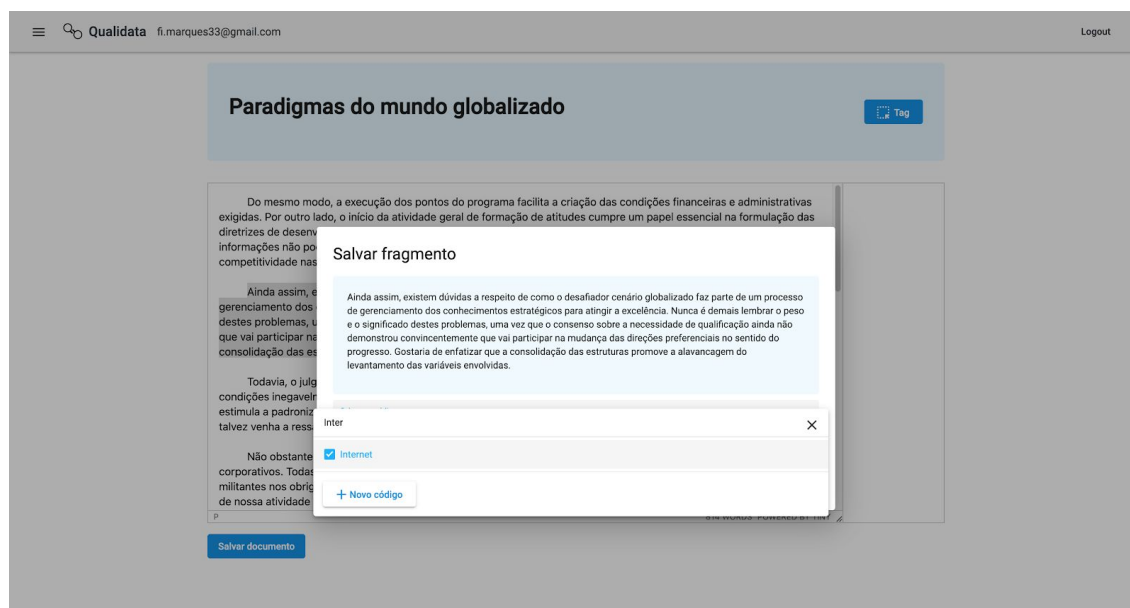 Qualidata fi.marques33@gmail.com
Logout
Paradigmas do mundo globalizado
Tag
Do mesmo modo, a execução dos pontos do programa facilita a criação das condições financeiras e administrativas
exigidas. Por outro lado, o início da atividade geral de formação de atitudes cumpre um papel essencial na formulação das
diretrizes de desenv
informações não po
competitividade nas
Ainda assim, e
gerenciamento dos
destes problemas, u
que vai participar na
consolidação das es
Todavia, o julg
condições inegavelr
estimula a padroniz
talvez venha a ress
Não obstante
corporativos. Todas
militantes nos obrig
de nossa atividade
Salvar fragmento
Ainda assim, existem dúvidas a respeito de como o desafiador cenário globalizado faz parte de um processo
de gerenciamento dos conhecimentos estratégicos para atingir a excelência. Nunca é demais lembrar o peso
e o significado destes problemas, uma vez que o consenso sobre a necessidade de qualificação ainda não
demonstrou convincentemente que vai participar na mudança das direções preferenciais no sentido do
progresso. Gostaria de enfatizar que a consolidação das estruturas promove a alavancagem do
levantamento das variáveis envolvidas.
Inter
Internet
+ Novo código
P
614 WORDS POWERED BY TINY
Salvar documento